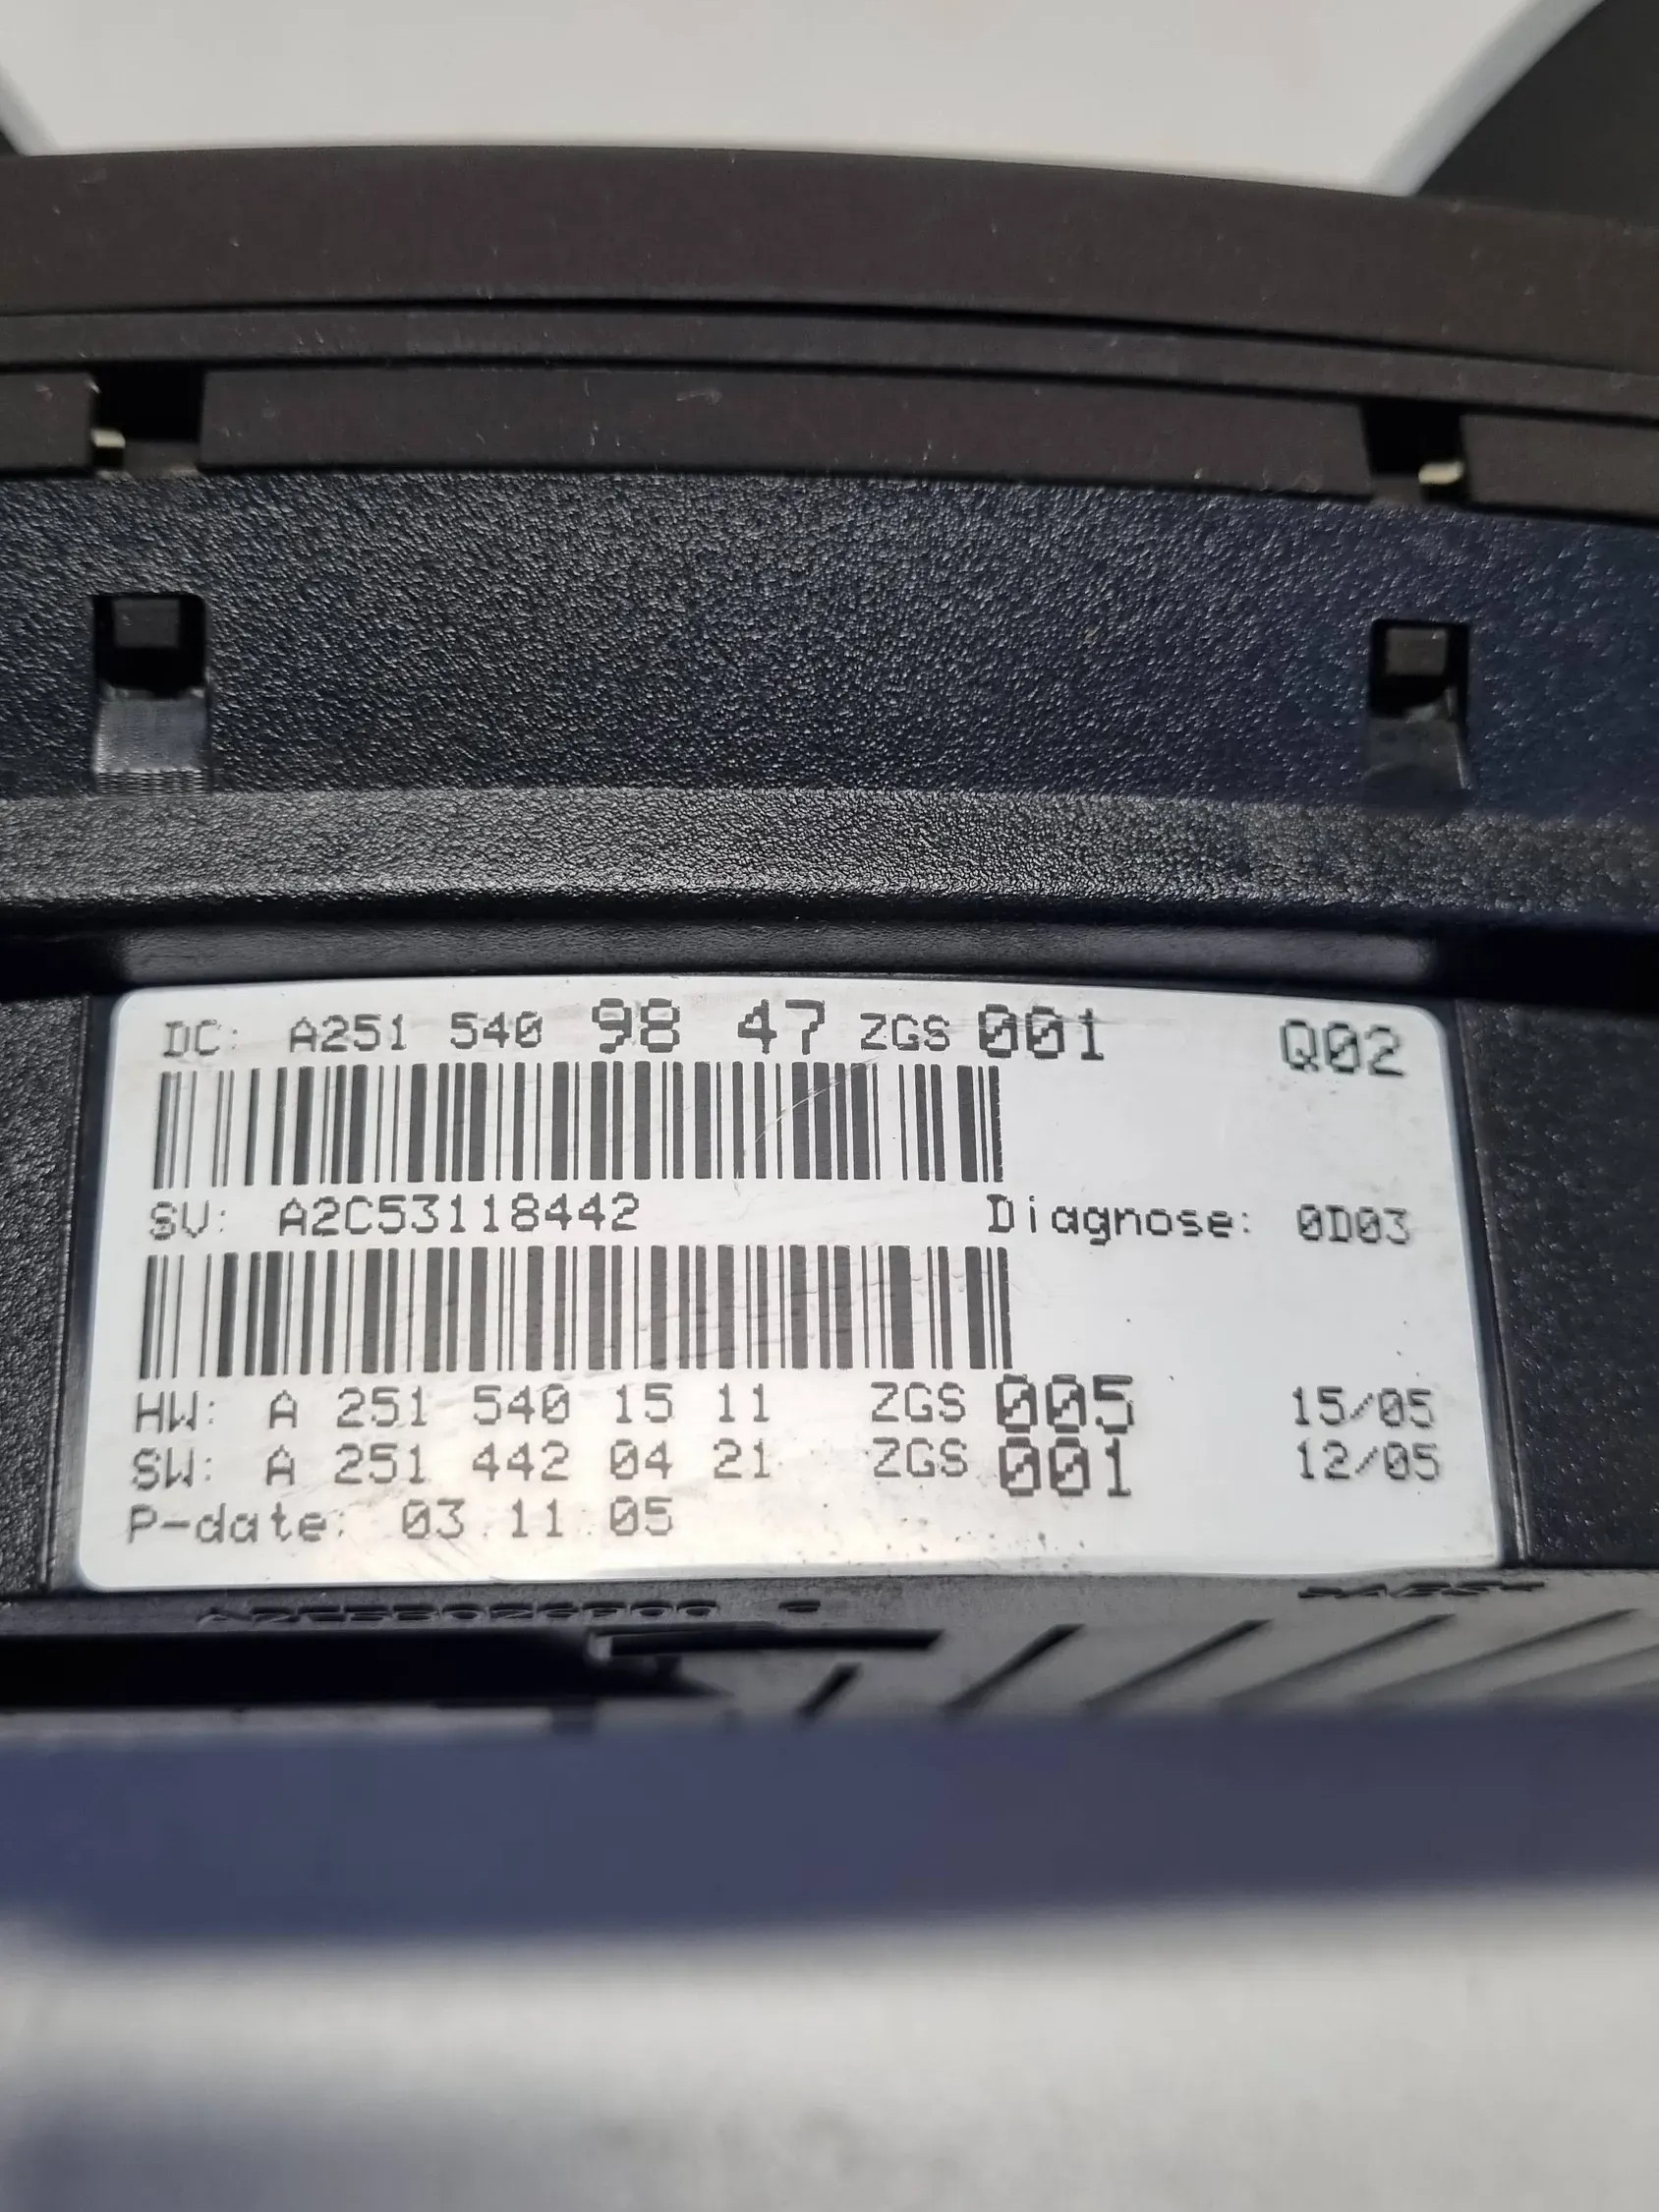 DC: A251 540 98 47 ZGS 001 Q02
SV: A2C53118442 Diagnose: 0D03
HW: A 251 540 15 11 ZGS 005 15/05
SW: A 251 442 04 21 ZGS 001 12/05
P-date: 03.11.05